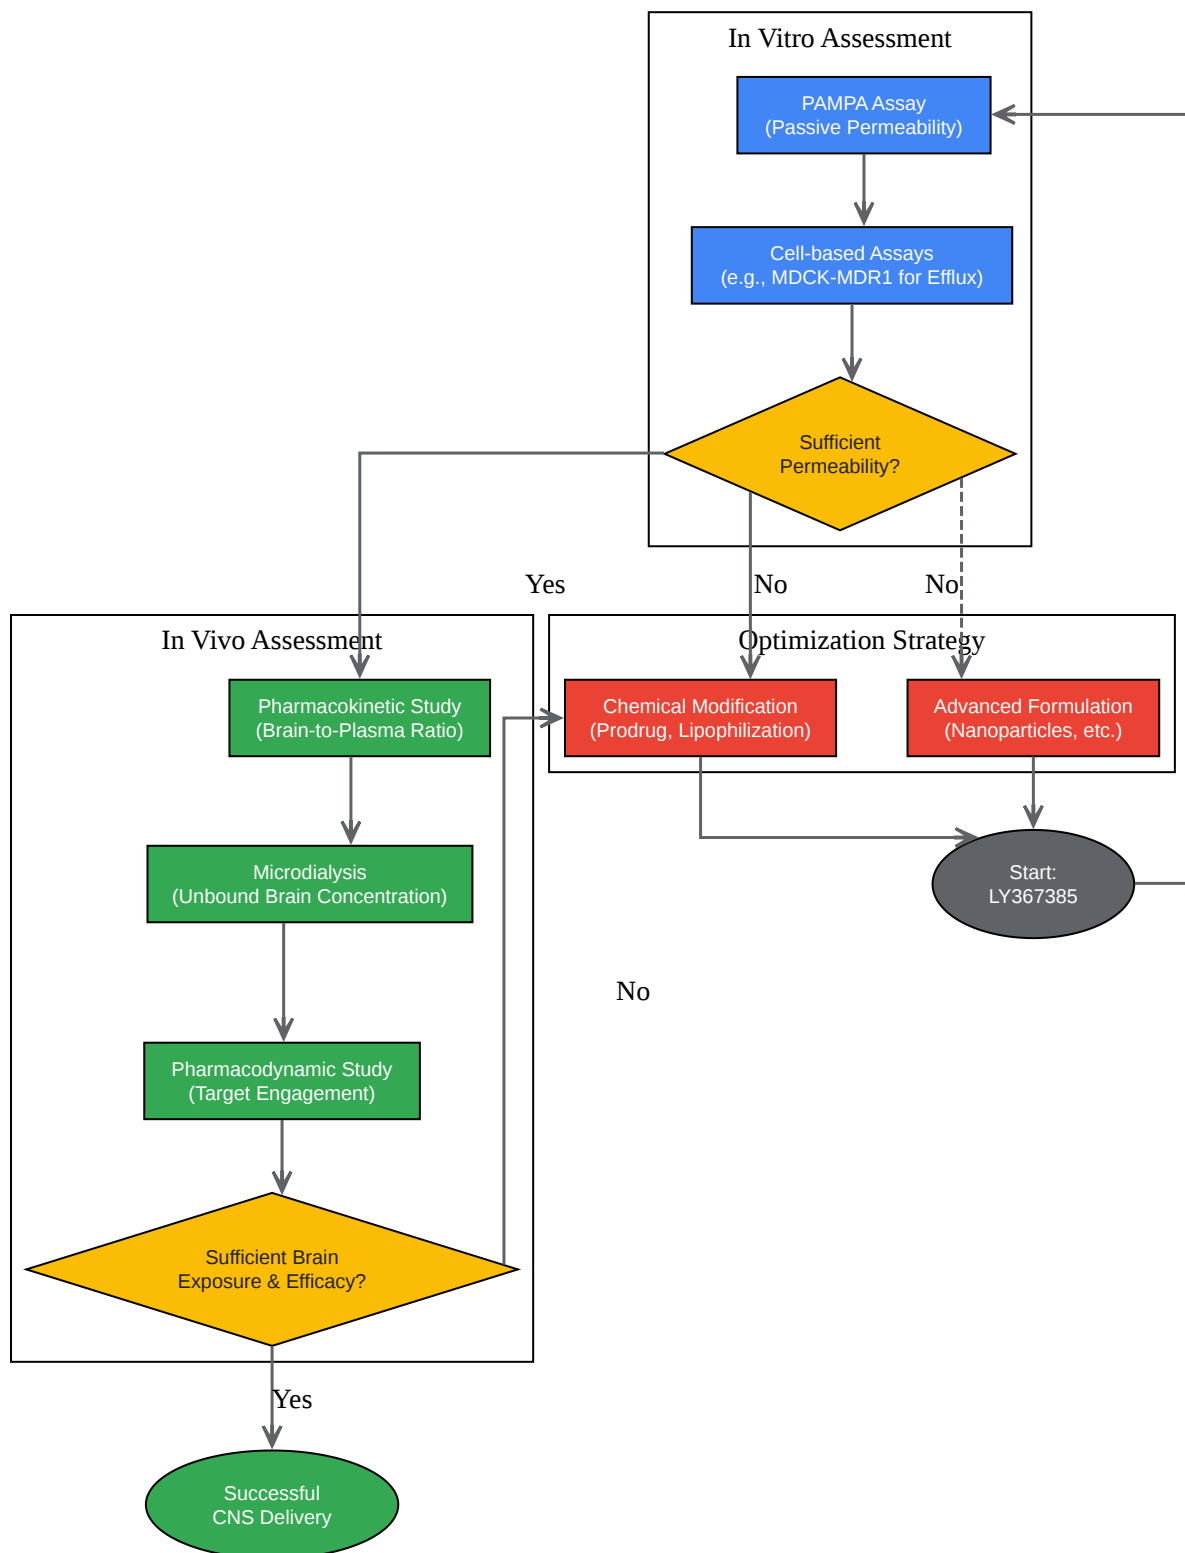 In Vitro Assessment
PAMPA Assay
(Passive Permeability)
Cell-based Assays
(e.g., MDCK-MDR1 for Efflux)
Sufficient
Permeability?
Yes
No
No
In Vivo Assessment
Optimization Strategy
Pharmacokinetic Study
(Brain-to-Plasma Ratio)
Chemical Modification
(Prodrug, Lipophilization)
Advanced Formulation
(Nanoparticles, etc.)
Microdialysis
(Unbound Brain Concentration)
Start:
LY367385
No
Pharmacodynamic Study
(Target Engagement)
Sufficient Brain
Exposure & Efficacy?
Yes
Successful
CNS Delivery